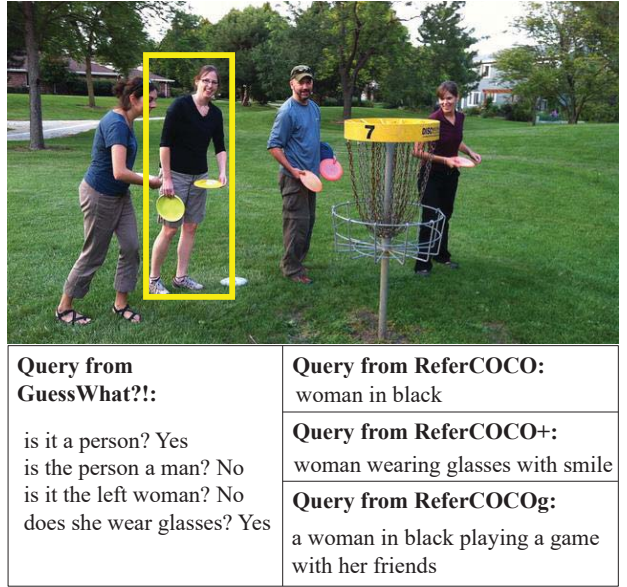 7
DISC
Query from
GuessWhat?!:
is it a person? Yes
is the person a man? No
is it the left woman? No
does she wear glasses? Yes
Query from ReferCOCO:
woman in black
Query from ReferCOCO+:
woman wearing glasses with smile
Query from ReferCOCOg:
a woman in black playing a game
with her friends